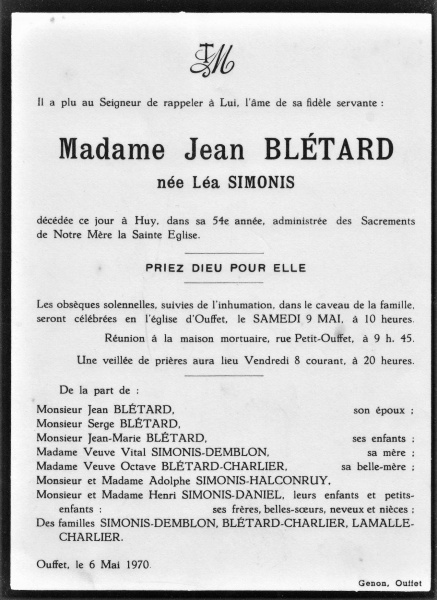 Il a plu au Seigneur de rappeler à Lui, l'âme de sa fidèle servante :
Madame Jean BLÉTARD
née Léa SIMONIS
décédée ce jour à Huy, dans sa 54e année, administrée des Sacrements
de Notre Mère la Sainte Eglise.
PRIEZ DIEU POUR ELLE
Les obsèques solennelles, suivies de l'inhumation, dans le caveau de la famille,
seront célébrées en l'église d'Ouffet, le SAMEDI 9 MAI, à 10 heures.
Réunion à la maison mortuaire, rue Petit-Ouffet, à 9 h. 45.
Une veillée de prières aura lieu Vendredi 8 courant, à 20 heures.
De la part de :
Monsieur Jean BLÉTARD, son époux ;
Monsieur Serge BLÉTARD,
Monsieur Jean-Marie BLÉTARD, ses enfants ;
Madame Veuve Vital SIMONIS-DEMBLON, sa mère ;
Madame Veuve Octave BLÉTARD-CHARLIER, sa belle-mère ;
Monsieur et Madame Adolphe SIMONIS-HALCONRUY,
Monsieur et Madame Henri SIMONIS-DANIEL, leurs enfants et petits-
enfants : ses frères, belles-sœurs, neveux et nièces ;
Des familles SIMONIS-DEMBLON, BLÉTARD-CHARLIER, LAMALLE-
CHARLIER.
Ouffet, le 6 Mai 1970.
Genon, Ouffet